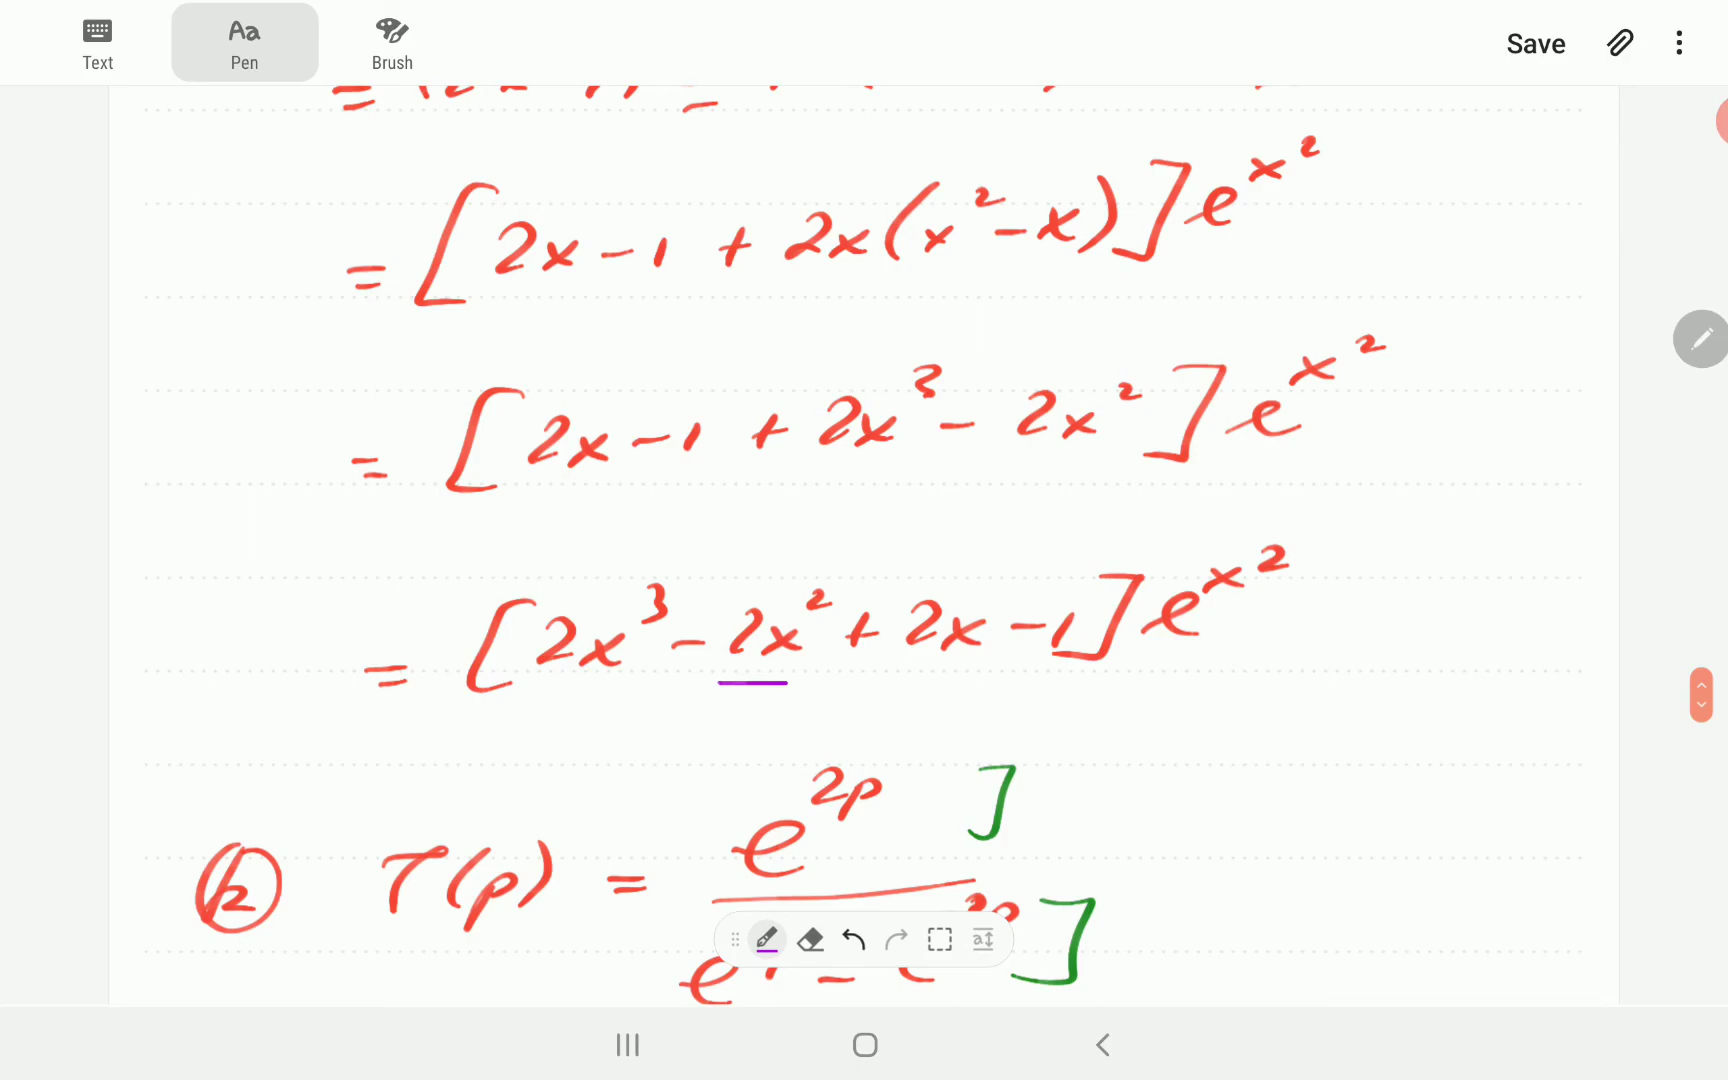 Text Aa Pen Brush Save
= [2x - 1 + 2x(x² - x)] e^x²
= [2x - 1 + 2x³ - 2x²] e^x²
= [2x³ - 2x² + 2x - 1] e^x²
T(p) = e^2p ]
]